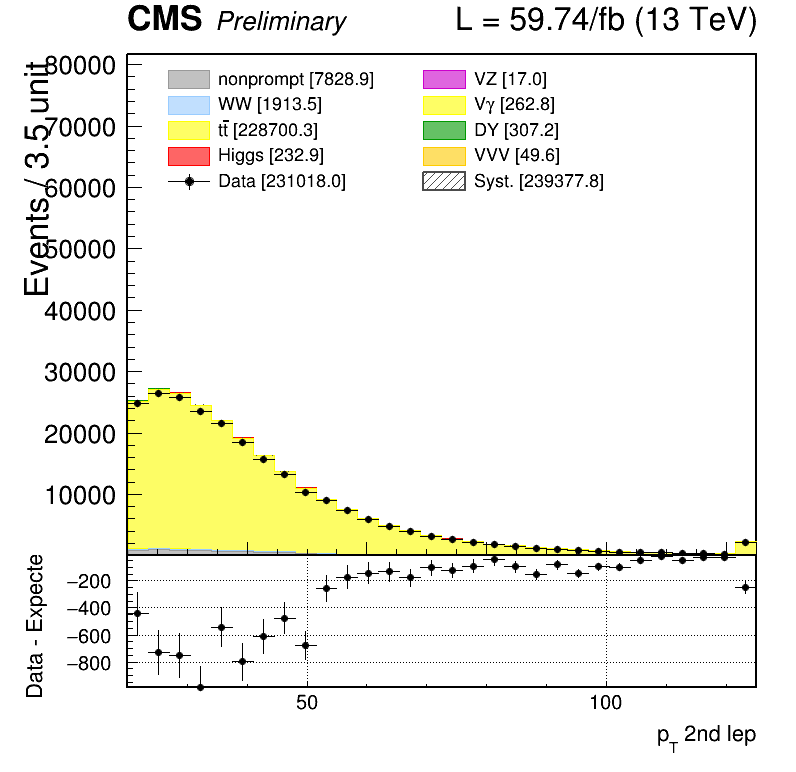 CMS Preliminary L = 59.74/fb (13 TeV)
Events / 3.5 unit
80000
70000
60000
50000
40000
30000
20000
10000
nonprompt [7828.9]
WW [1913.5]
tt̄ [228700.3]
Higgs [232.9]
Data [231018.0]
VZ [17.0]
Vγ [262.8]
DY [307.2]
VVV [49.6]
Syst. [239377.8]
Data - Expecte
−200
−400
−600
−800
50 100
p_T 2nd lep